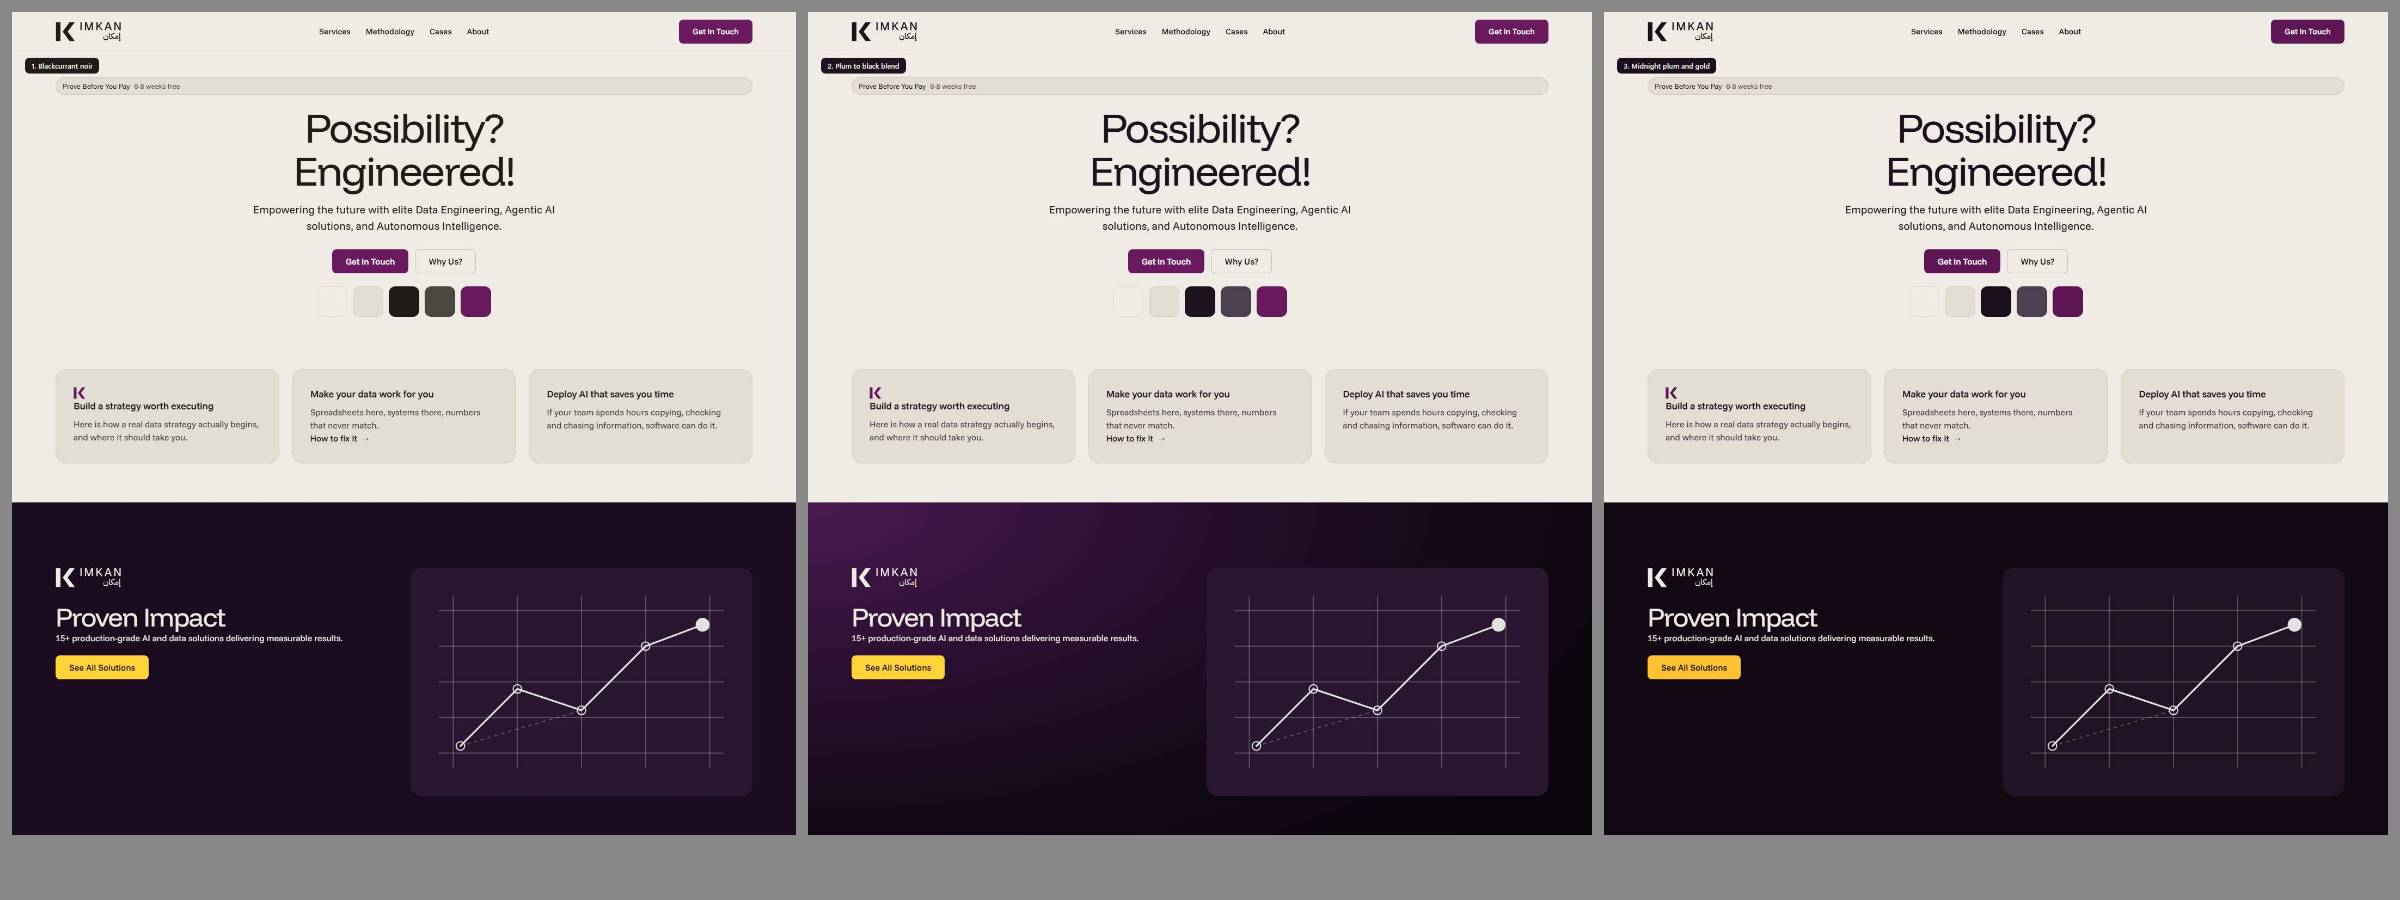 IMKAN
إمكان
Services Methodology Cases About
Get in Touch
1. Blackcurrant noir
Prove Before You Pay 6-8 weeks free
Possibility?
Engineered!
Empowering the future with elite Data Engineering, Agentic AI
solutions, and Autonomous Intelligence.
Get in Touch
Why Us?
Build a strategy worth executing
Here is how a real data strategy actually begins,
and where it should take you.
Make your data work for you
Spreadsheets here, systems there, numbers
that never match.
How to fix it →
Deploy AI that saves you time
If your team spends hours copying, checking
and chasing information, software can do it.
IMKAN
إمكان
Proven Impact
15+ production-grade AI and data solutions delivering measurable results.
See All Solutions
IMKAN
إمكان
Services Methodology Cases About
Get in Touch
2. Plum to black blend
Prove Before You Pay 6-8 weeks free
Possibility?
Engineered!
Empowering the future with elite Data Engineering, Agentic AI
solutions, and Autonomous Intelligence.
Get in Touch
Why Us?
Build a strategy worth executing
Here is how a real data strategy actually begins,
and where it should take you.
Make your data work for you
Spreadsheets here, systems there, numbers
that never match.
How to fix it →
Deploy AI that saves you time
If your team spends hours copying, checking
and chasing information, software can do it.
IMKAN
إمكان
Proven Impact
15+ production-grade AI and data solutions delivering measurable results.
See All Solutions
IMKAN
إمكان
Services Methodology Cases About
Get in Touch
3. Midnight plum and gold
Prove Before You Pay 6-8 weeks free
Possibility?
Engineered!
Empowering the future with elite Data Engineering, Agentic AI
solutions, and Autonomous Intelligence.
Get in Touch
Why Us?
Build a strategy worth executing
Here is how a real data strategy actually begins,
and where it should take you.
Make your data work for you
Spreadsheets here, systems there, numbers
that never match.
How to fix it →
Deploy AI that saves you time
If your team spends hours copying, checking
and chasing information, software can do it.
IMKAN
إمكان
Proven Impact
15+ production-grade AI and data solutions delivering measurable results.
See All Solutions